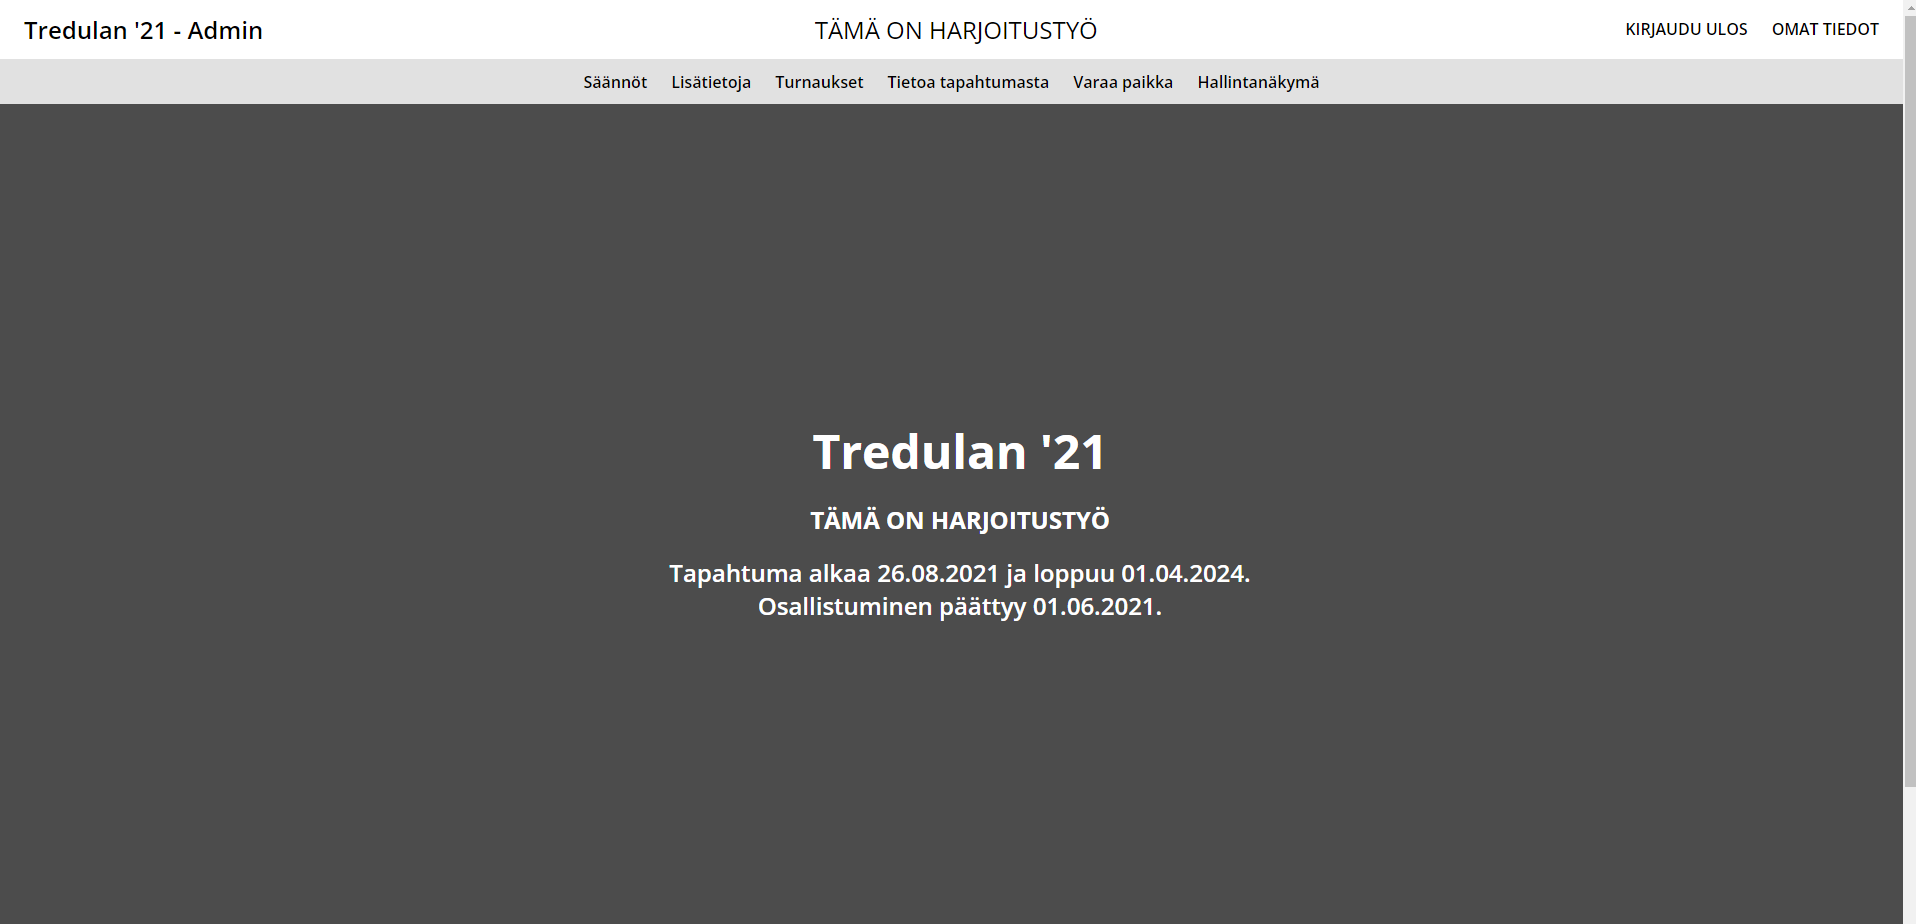 Tredulan '21 - Admin
TÄMÄ ON HARJOITUSTYÖ
KIRJAUDU ULOS OMAT TIEDOT
Säännöt Lisätietoja Turnaukset Tietoa tapahtumasta Varaa paikka Hallintanäkymä
Tredulan '21
TÄMÄ ON HARJOITUSTYÖ
Tapahtuma alkaa 26.08.2021 ja loppuu 01.04.2024.
Osallistuminen päättyy 01.06.2021.